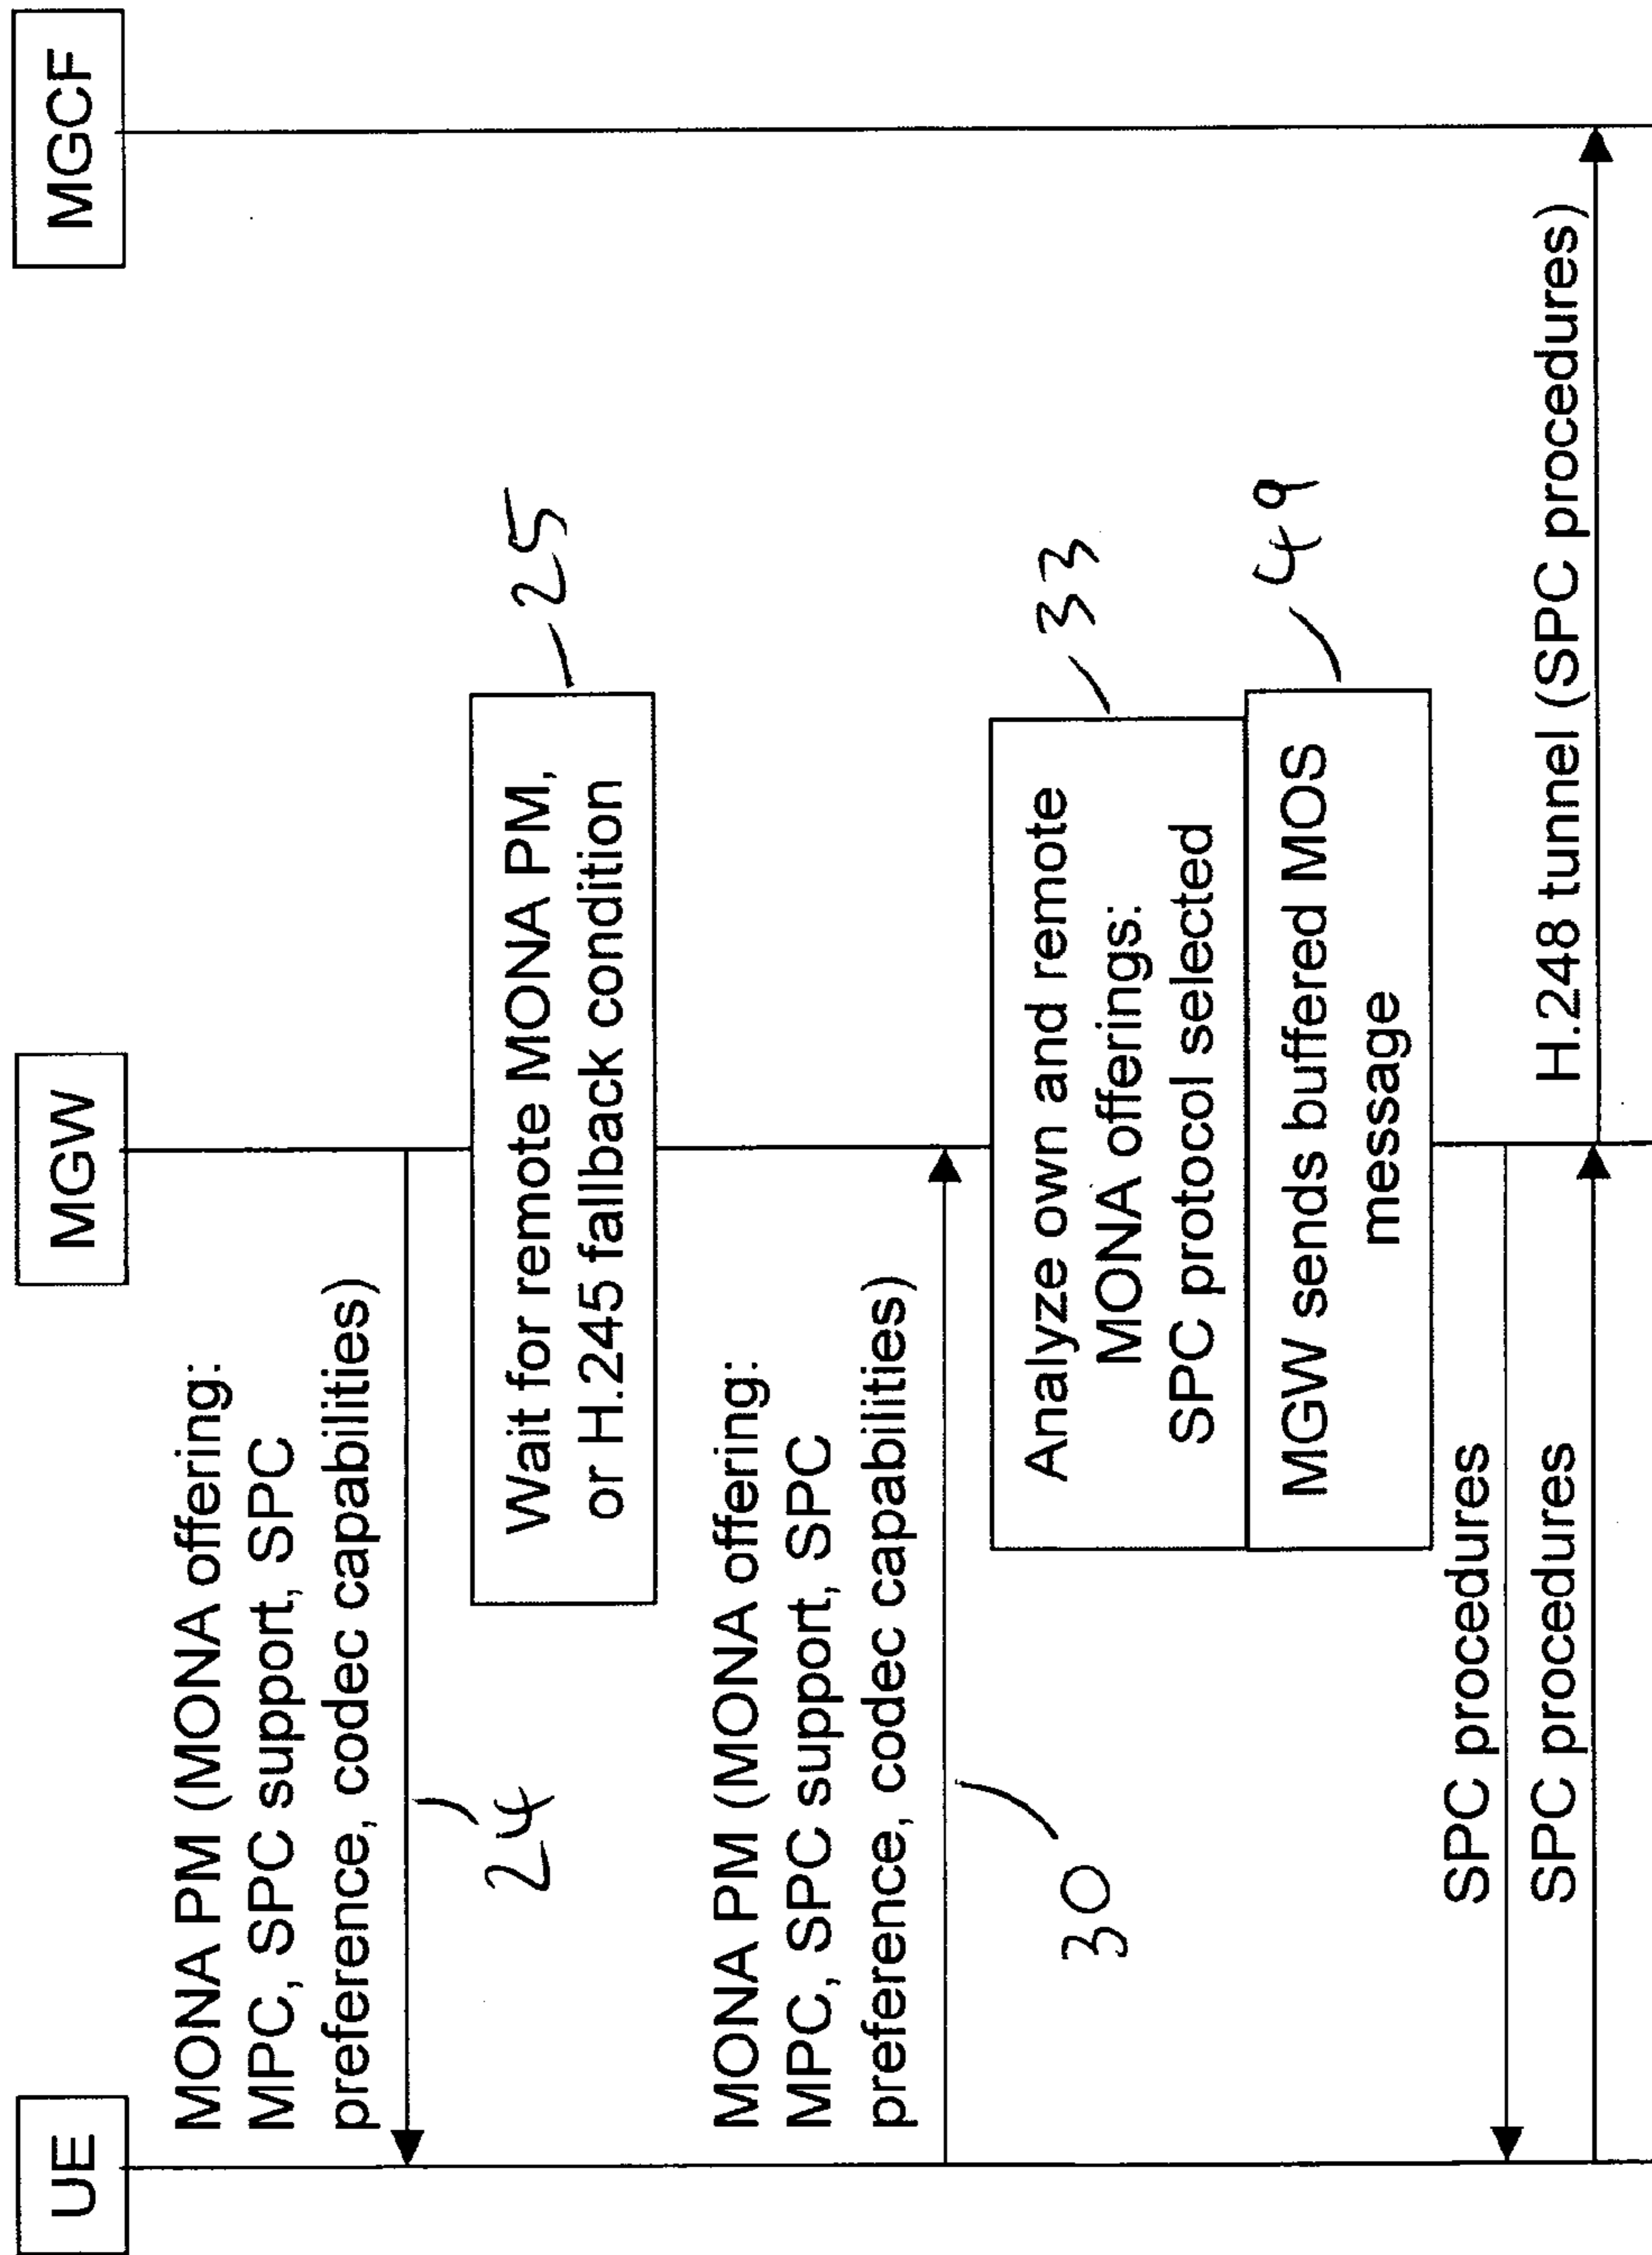 UE
MGW
MGCF
MONA PM (MONA offering:
MPC, SPC support, SPC
preference, codec capabilities)
24
Wait for remote MONA PM,
or H.245 fallback condition
25
MONA PM (MONA offering:
MPC, SPC support, SPC
preference, codec capabilities)
30
Analyze own and remote
MONA offerings:
SPC protocol selected
33
MGW sends buffered MOS
message
49
SPC procedures
SPC procedures
H.248 tunnel (SPC procedures)